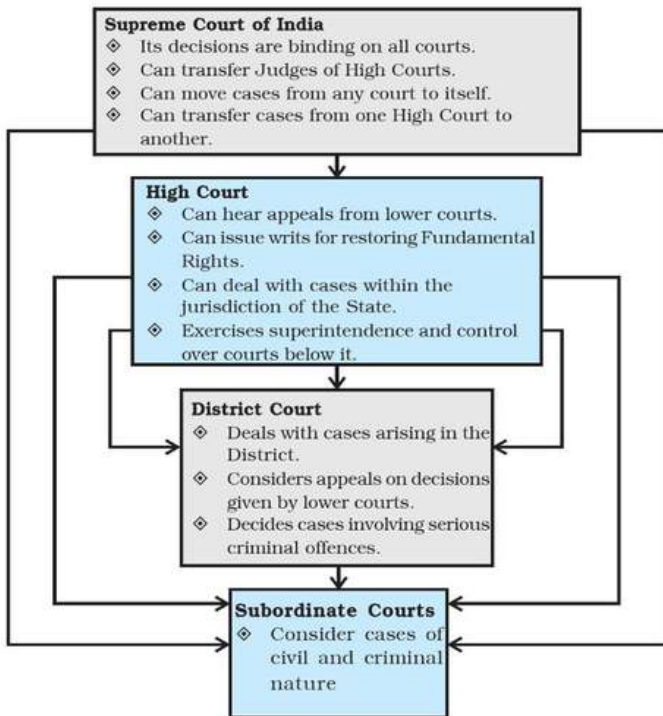 Supreme Court of India
◈ Its decisions are binding on all courts.
◈ Can transfer Judges of High Courts.
◈ Can move cases from any court to itself.
◈ Can transfer cases from one High Court to
another.
High Court
◈ Can hear appeals from lower courts.
◈ Can issue writs for restoring Fundamental
Rights.
◈ Can deal with cases within the
jurisdiction of the State.
◈ Exercises superintendence and control
over courts below it.
District Court
◈ Deals with cases arising in the
District.
◈ Considers appeals on decisions
given by lower courts.
◈ Decides cases involving serious
criminal offences.
Subordinate Courts
◈ Consider cases of
civil and criminal
nature